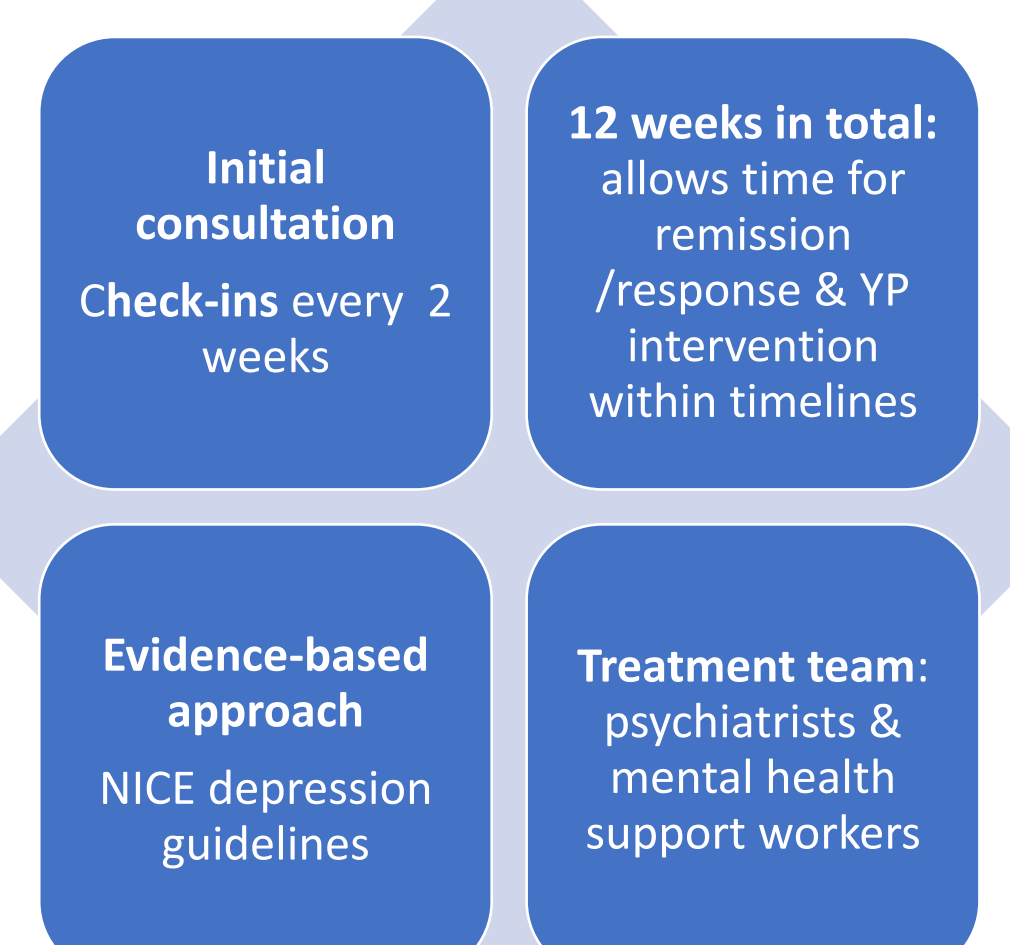 Initial
consultation
Check-ins every  2
weeks
12 weeks in total:
allows time for
remission
/response & YP
intervention
within timelines
Evidence-based
approach
NICE depression
guidelines
Treatment team:
psychiatrists &
mental health
support workers